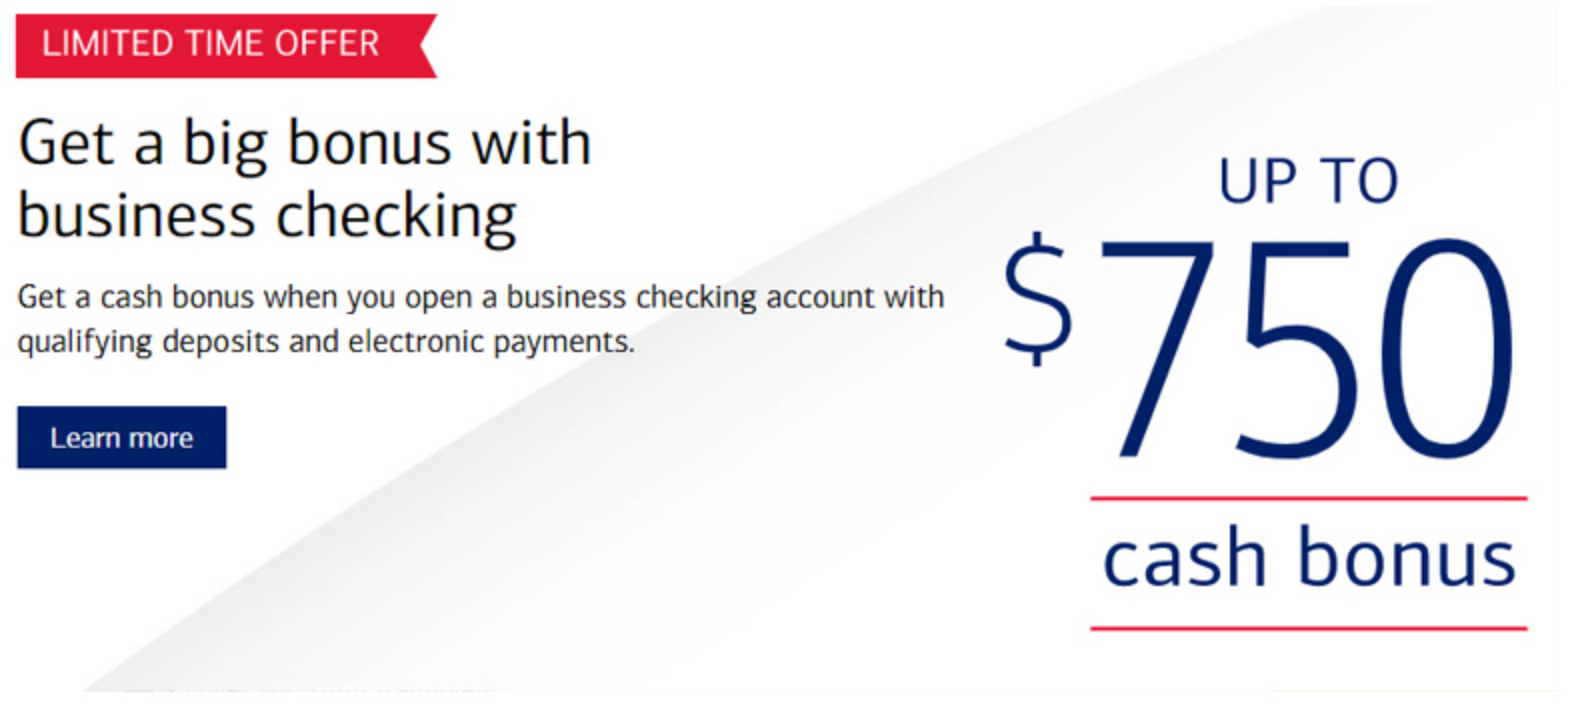 LIMITED TIME OFFER
Get a big bonus with
business checking
Get a cash bonus when you open a business checking account with
qualifying deposits and electronic payments.
Learn more
UP TO
$750
cash bonus